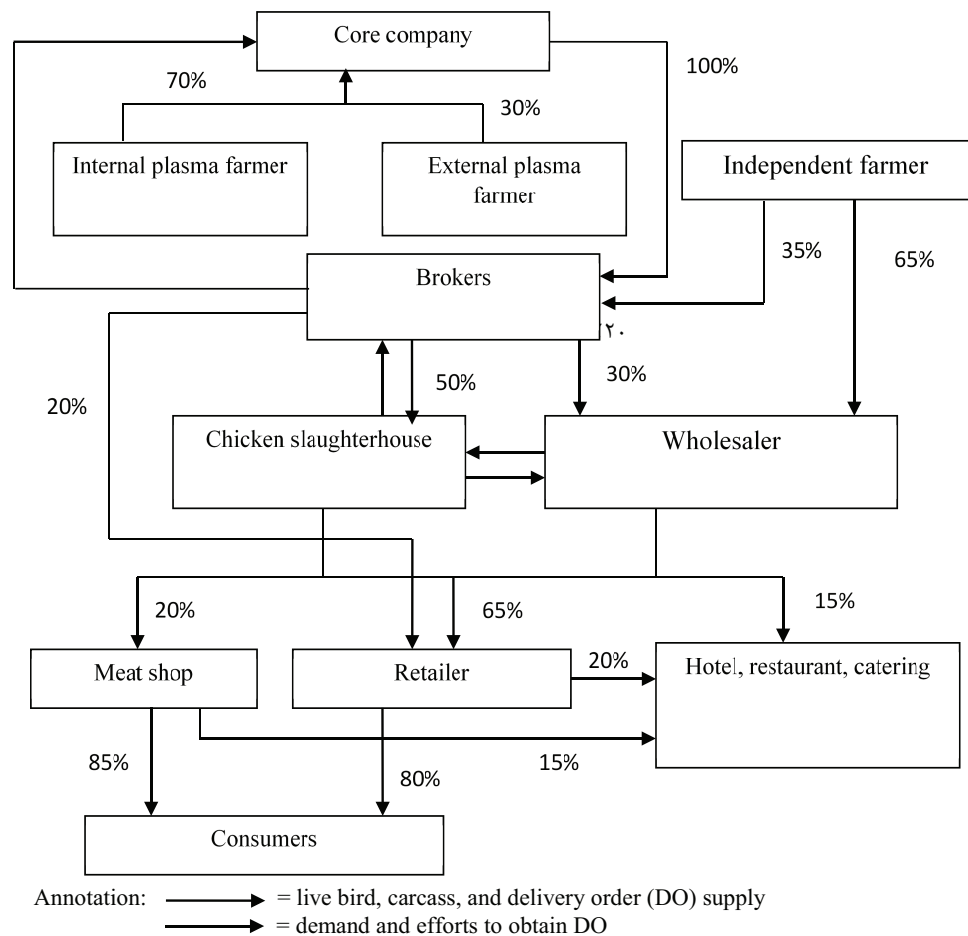 Core company
100%
70%
30%
Internal plasma farmer
External plasma
farmer
Independent farmer
35%
65%
Brokers
٢٠
50%
30%
20%
Chicken slaughterhouse
Wholesaler
20%
65%
15%
Meat shop
Retailer
20%
Hotel, restaurant, catering
85%
80%
15%
Consumers
Annotation:
= live bird, carcass, and delivery order (DO) supply
= demand and efforts to obtain DO